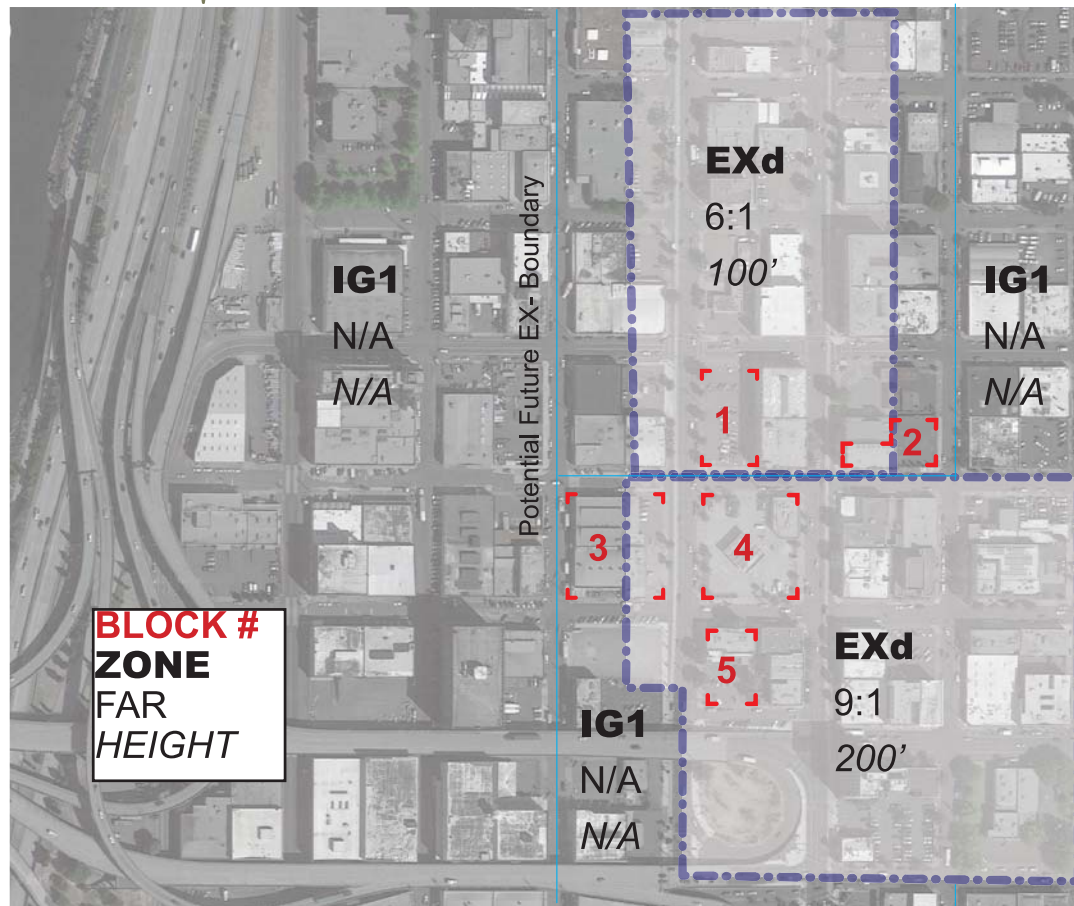 EXd
6:1
100’
IG1
N/A
N/A
IG1
N/A
N/A
Potential Future EX- Boundary
1
2
3
4
5
BLOCK #
ZONE
FAR
HEIGHT
EXd
9:1
200’
IG1
N/A
N/A